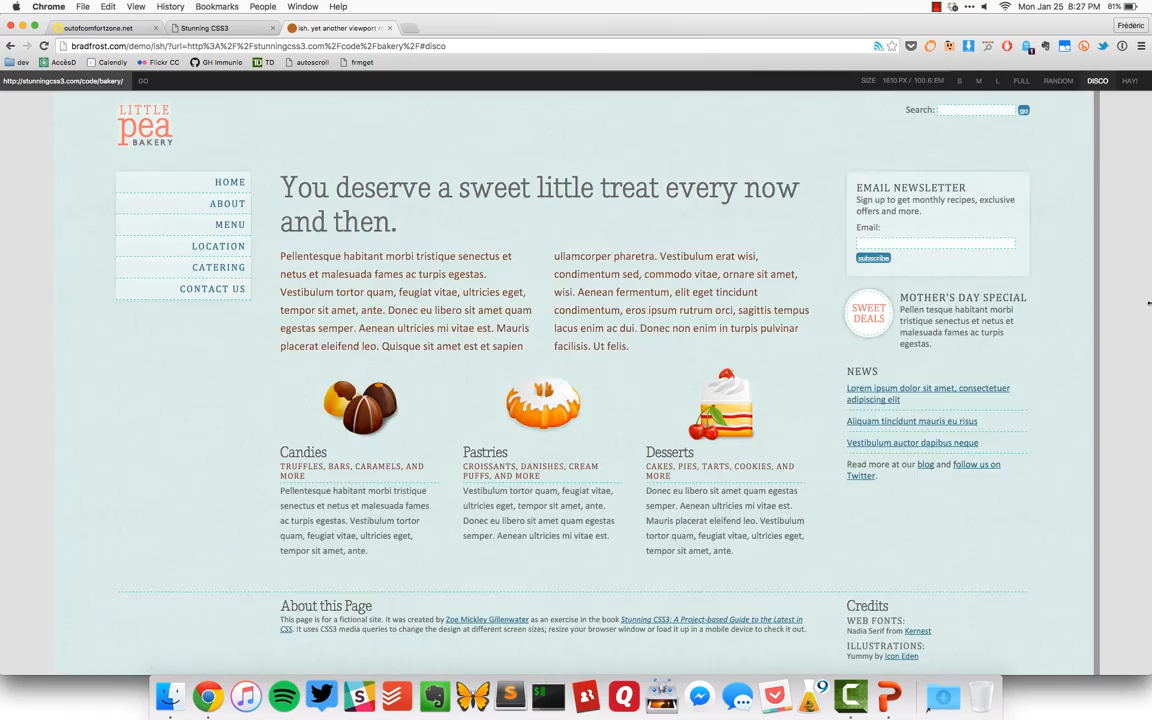 Chrome File Edit View History Bookmarks People Window Help
Mon Jan 25 8:27 PM 81%
outofcomfortzone.net
Stunning CSS3
ish. yet another viewport r
Frédéric
bradfrost.com/demo/ish/?url=http%3A%2F%2Fstunningcss3.com%2Fcode%2Fbakery%2F#disco
dev AccèsD Calendly Flickr CC GH Immunio TD autoscroll frmget
http://stunningcss3.com/code/bakery/ GO
SIZE 1610 PX / 100.6 EM S M L FULL RANDOM DISCO HAY!
LITTLE
pea
BAKERY
Search: go
HOME
ABOUT
MENU
LOCATION
CATERING
CONTACT US
You deserve a sweet little treat every now
and then.
Pellentesque habitant morbi tristique senectus et
netus et malesuada fames ac turpis egestas.
Vestibulum tortor quam, feugiat vitae, ultricies eget,
tempor sit amet, ante. Donec eu libero sit amet quam
egestas semper. Aenean ultricies mi vitae est. Mauris
placerat eleifend leo. Quisque sit amet est et sapien
ullamcorper pharetra. Vestibulum erat wisi,
condimentum sed, commodo vitae, ornare sit amet,
wisi. Aenean fermentum, elit eget tincidunt
condimentum, eros ipsum rutrum orci, sagittis tempus
lacus enim ac dui. Donec non enim in turpis pulvinar
facilisis. Ut felis.
EMAIL NEWSLETTER
Sign up to get monthly recipes, exclusive
offers and more.
Email:
subscribe
SWEET
DEALS
MOTHER'S DAY SPECIAL
Pellen tesque habitant morbi
tristique senectus et netus et
malesuada fames ac turpis
egestas.
NEWS
Lorem ipsum dolor sit amet, consectetuer
adipiscing elit
Aliquam tincidunt mauris eu risus
Vestibulum auctor dapibus neque
Read more at our blog and follow us on
Twitter.
Candies
TRUFFLES, BARS, CARAMELS, AND
MORE
Pellentesque habitant morbi tristique
senectus et netus et malesuada fames
ac turpis egestas. Vestibulum tortor
quam, feugiat vitae, ultricies eget,
tempor sit amet, ante.
Pastries
CROISSANTS, DANISHES, CREAM
PUFFS, AND MORE
Vestibulum tortor quam, feugiat vitae,
ultricies eget, tempor sit amet, ante.
Donec eu libero sit amet quam egestas
semper. Aenean ultricies mi vitae est.
Desserts
CAKES, PIES, TARTS, COOKIES, AND
MORE
Donec eu libero sit amet quam egestas
semper. Aenean ultricies mi vitae est.
Mauris placerat eleifend leo. Vestibulum
tortor quam, feugiat vitae, ultricies eget,
tempor sit amet, ante.
About this Page
This page is for a fictional site. It was created by Zoe Mickley Gillenwater as an exercise in the book Stunning CSS3: A Project-based Guide to the Latest in
CSS. It uses CSS3 media queries to change the design at different screen sizes; resize your browser window or load it up in a mobile device to check it out.
Credits
WEB FONTS:
Nadia Serif from Kernest
ILLUSTRATIONS:
Yummy by Icon Eden
9